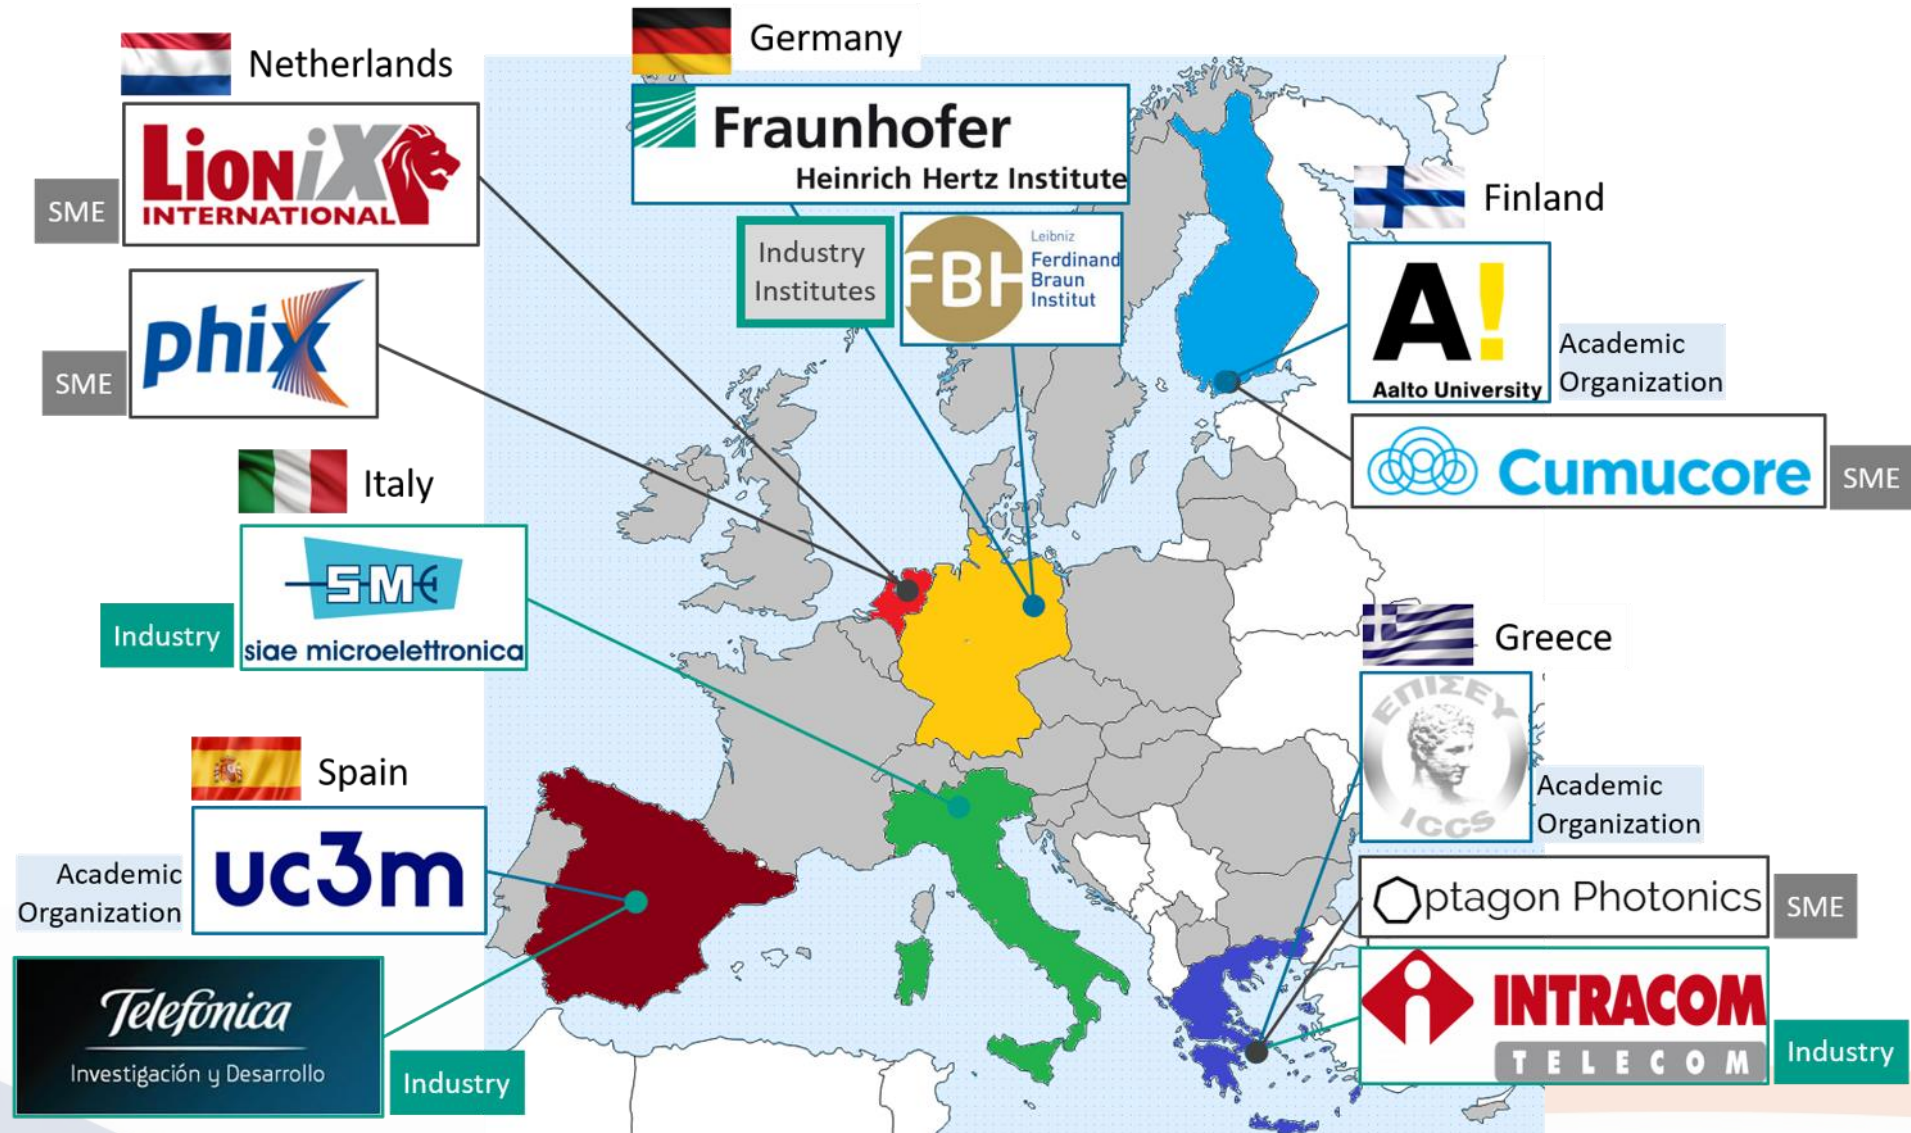 Netherlands
LioniX
INTERNATIONAL
SME
phix
SME
Germany
Fraunhofer
Heinrich Hertz Institute
Industry
Institutes
FBH
Leibniz
Ferdinand
Braun
Institut
Finland
A!
Aalto University
Academic
Organization
Cumucore
SME
Italy
SME
siae microelettronica
Industry
Spain
uc3m
Academic
Organization
Telefónica
Investigación y Desarrollo
Industry
Greece
ΕΠΙΣΕΥ
ICCS
Academic
Organization
Optagon Photonics
SME
INTRACOM
TELECOM
Industry